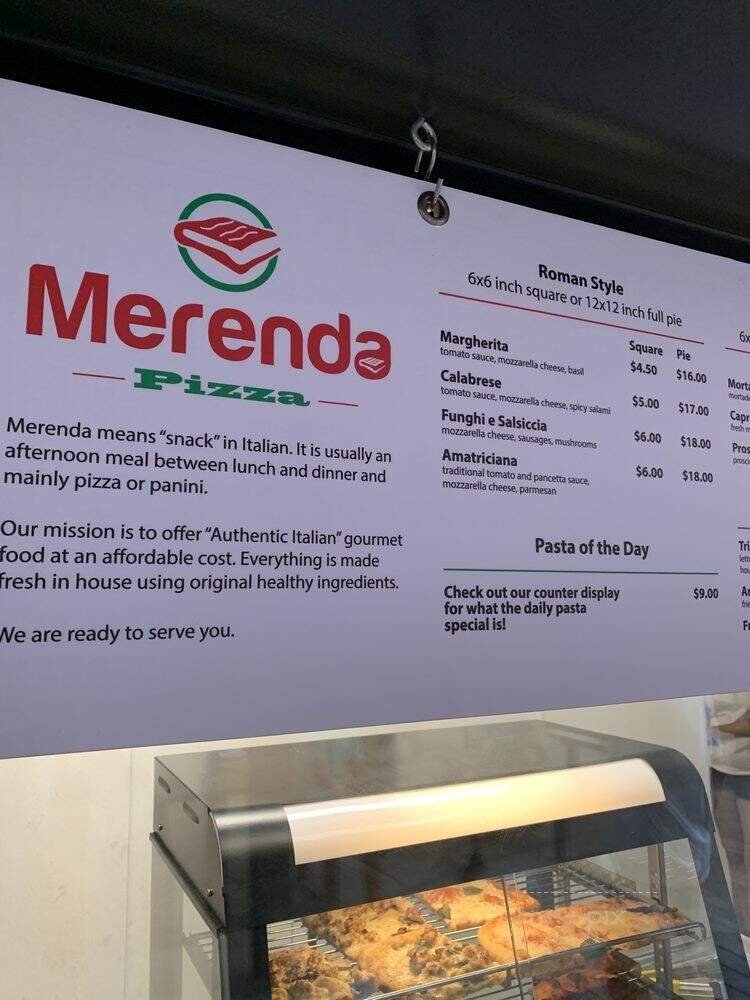 Merenda
Pizza
Merenda means “snack” in Italian. It is usually an
afternoon meal between lunch and dinner and
mainly pizza or panini.
Our mission is to offer “Authentic Italian” gourmet
food at an affordable cost. Everything is made
fresh in house using original healthy ingredients.
We are ready to serve you.
Roman Style
6x6 inch square or 12x12 inch full pie
Square Pie
Margherita $4.50 $16.00
tomato sauce, mozzarella cheese, basil
Calabrese $5.00 $17.00
tomato sauce, mozzarella cheese, spicy salami
Funghi e Salsiccia $6.00 $18.00
mozzarella cheese, sausages, mushrooms
Amatriciana $6.00 $18.00
traditional tomato and pancetta sauce,
mozzarella cheese, parmesan
Pasta of the Day
Check out our counter display $9.00
for what the daily pasta
special is!
6x